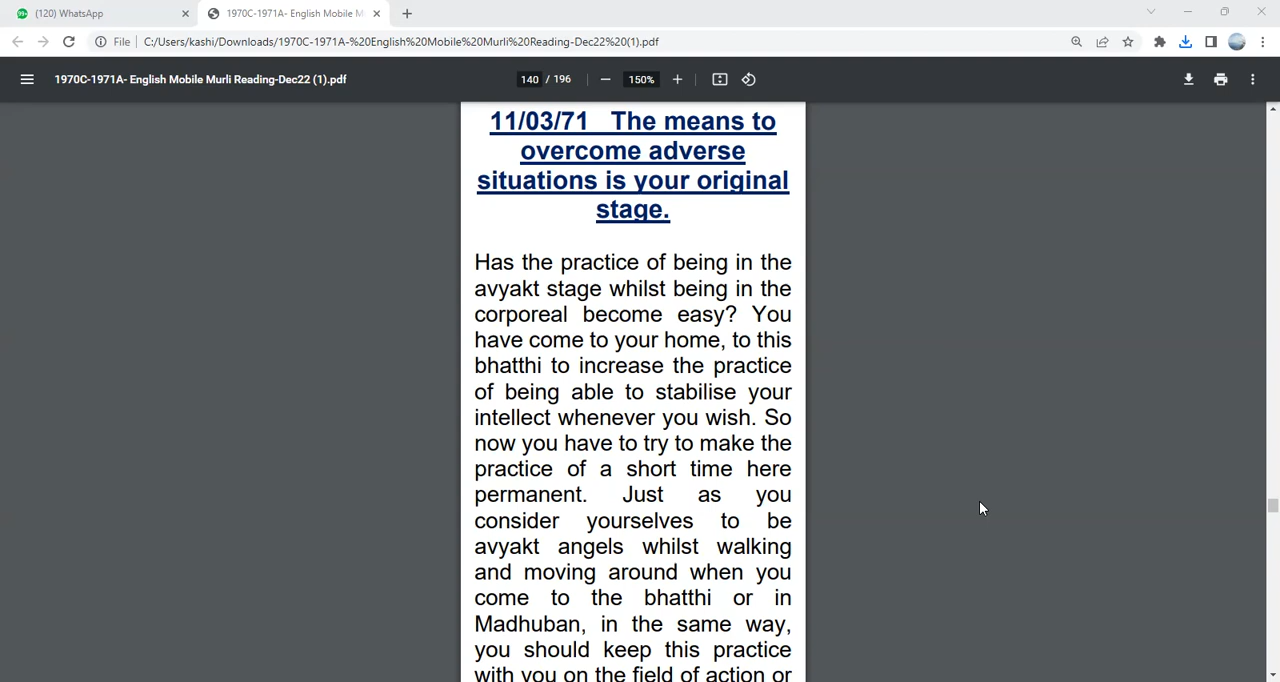 (120) WhatsApp
1970C-1971A- English Mobile M
File
C:/Users/kashi/Downloads/1970C-1971A-%20English%20Mobile%20Murli%20Reading-Dec22%20(1).pdf
1970C-1971A- English Mobile Murli Reading-Dec22 (1).pdf
140 / 196
150%
11/03/71 The means to
overcome adverse
situations is your original
stage.
Has the practice of being in the
avyakt stage whilst being in the
corporeal become easy? You
have come to your home, to this
bhatthi to increase the practice
of being able to stabilise your
intellect whenever you wish. So
now you have to try to make the
practice of a short time here
permanent. Just as you
consider yourselves to be
avyakt angels whilst walking
and moving around when you
come to the bhatthi or in
Madhuban, in the same way,
you should keep this practice
with you on the field of action or